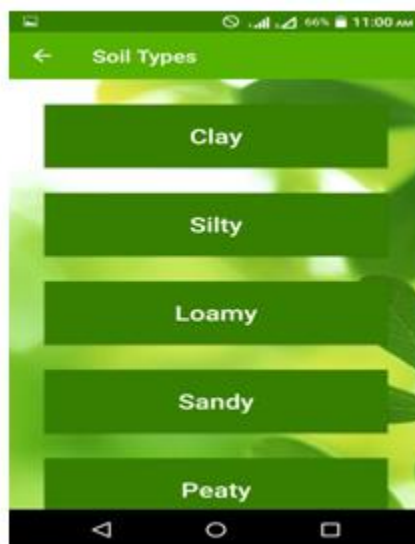 66% 11:00 AM
Soil Types
Clay
Silty
Loamy
Sandy
Peaty